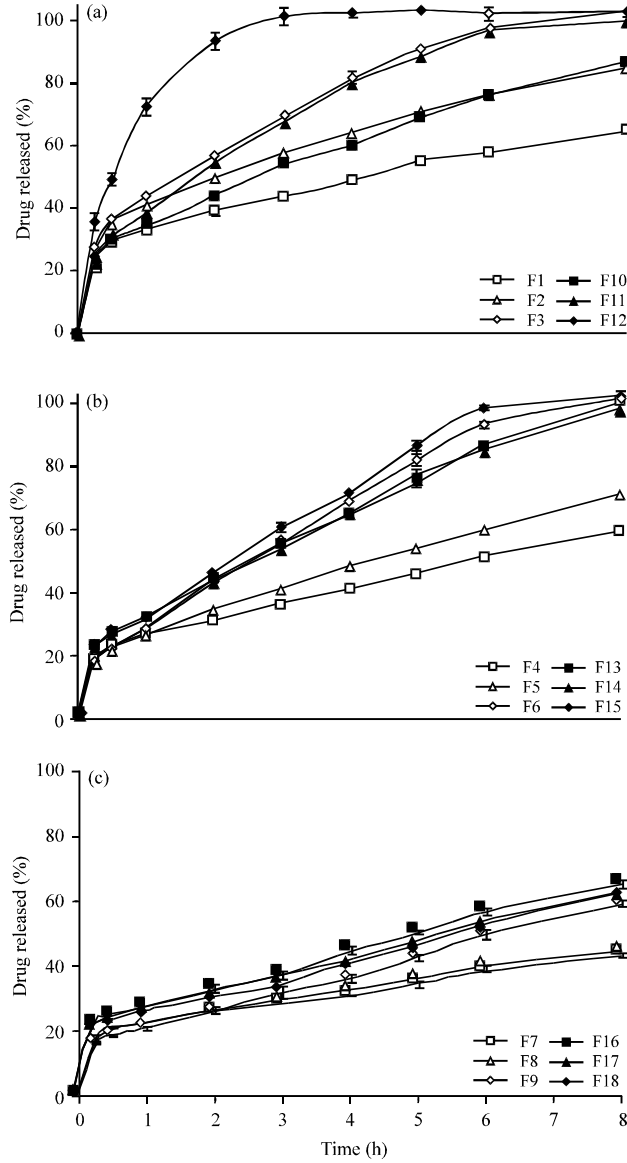 (a)
100
80
60
40
20
0
Drug released (%)
F1 F10
F2 F11
F3 F12
(b)
100
80
60
40
20
0
Drug released (%)
F4 F13
F5 F14
F6 F15
(c)
100
80
60
40
20
0
Drug released (%)
F7 F16
F8 F17
F9 F18
0 1 2 3 4 5 6 8
Time (h)